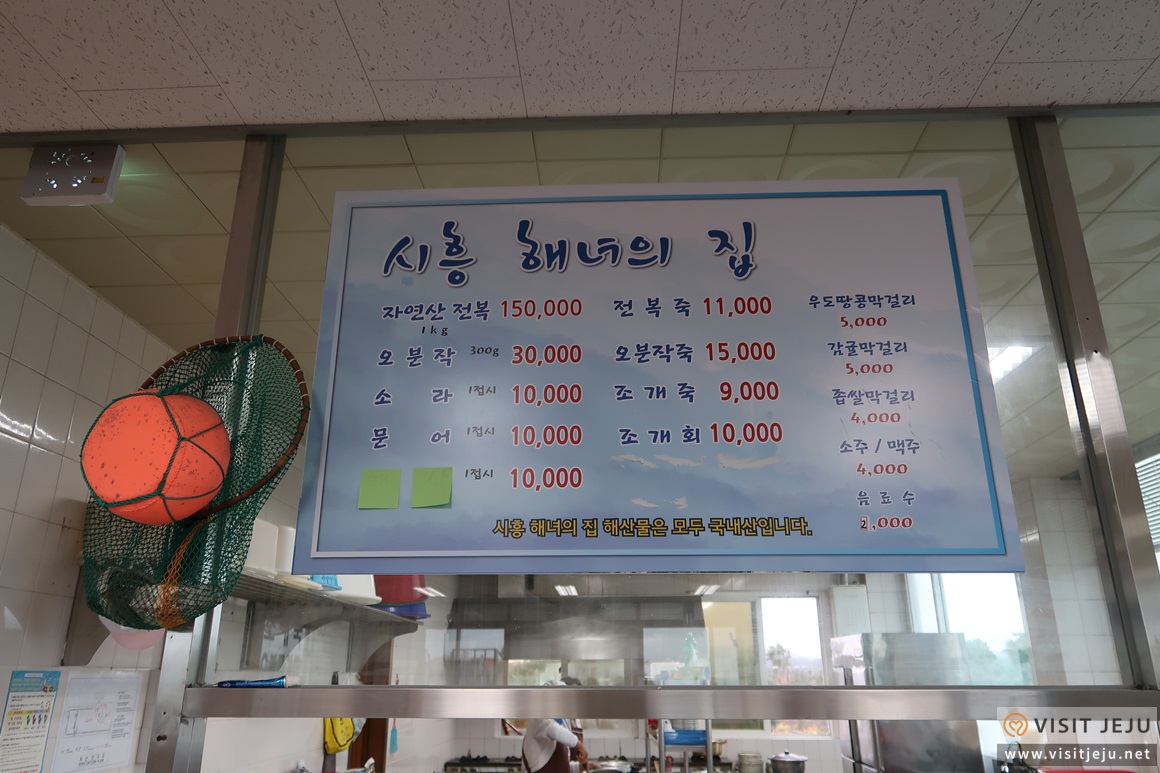 시흥 해녀의 집
자연산 전복 150,000
1kg
오분작 300g 30,000
소라 1접시 10,000
문어 1접시 10,000
1접시 10,000
전복죽 11,000
오분작죽 15,000
조개죽 9,000
조개회 10,000
우도땅콩막걸리
5,000
감귤막걸리
5,000
좁쌀막걸리
4,000
소주 / 맥주
4,000
음료수
2,000
시흥 해녀의 집 해산물은 모두 국내산입니다.
VISIT JEJU
www.visitjeju.net